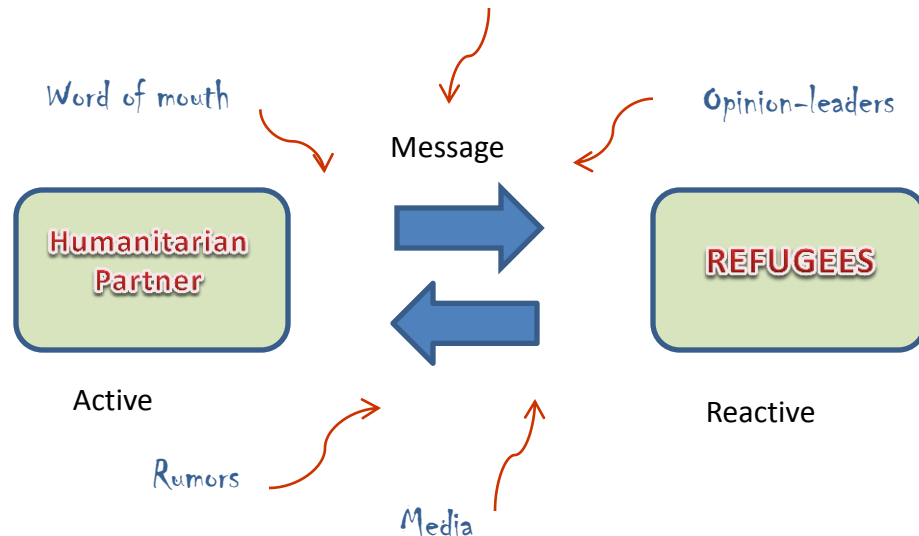 Word of mouth
Opinion-leaders
Message
Humanitarian
Partner
REFUGEES
Active
Reactive
Rumors
Media